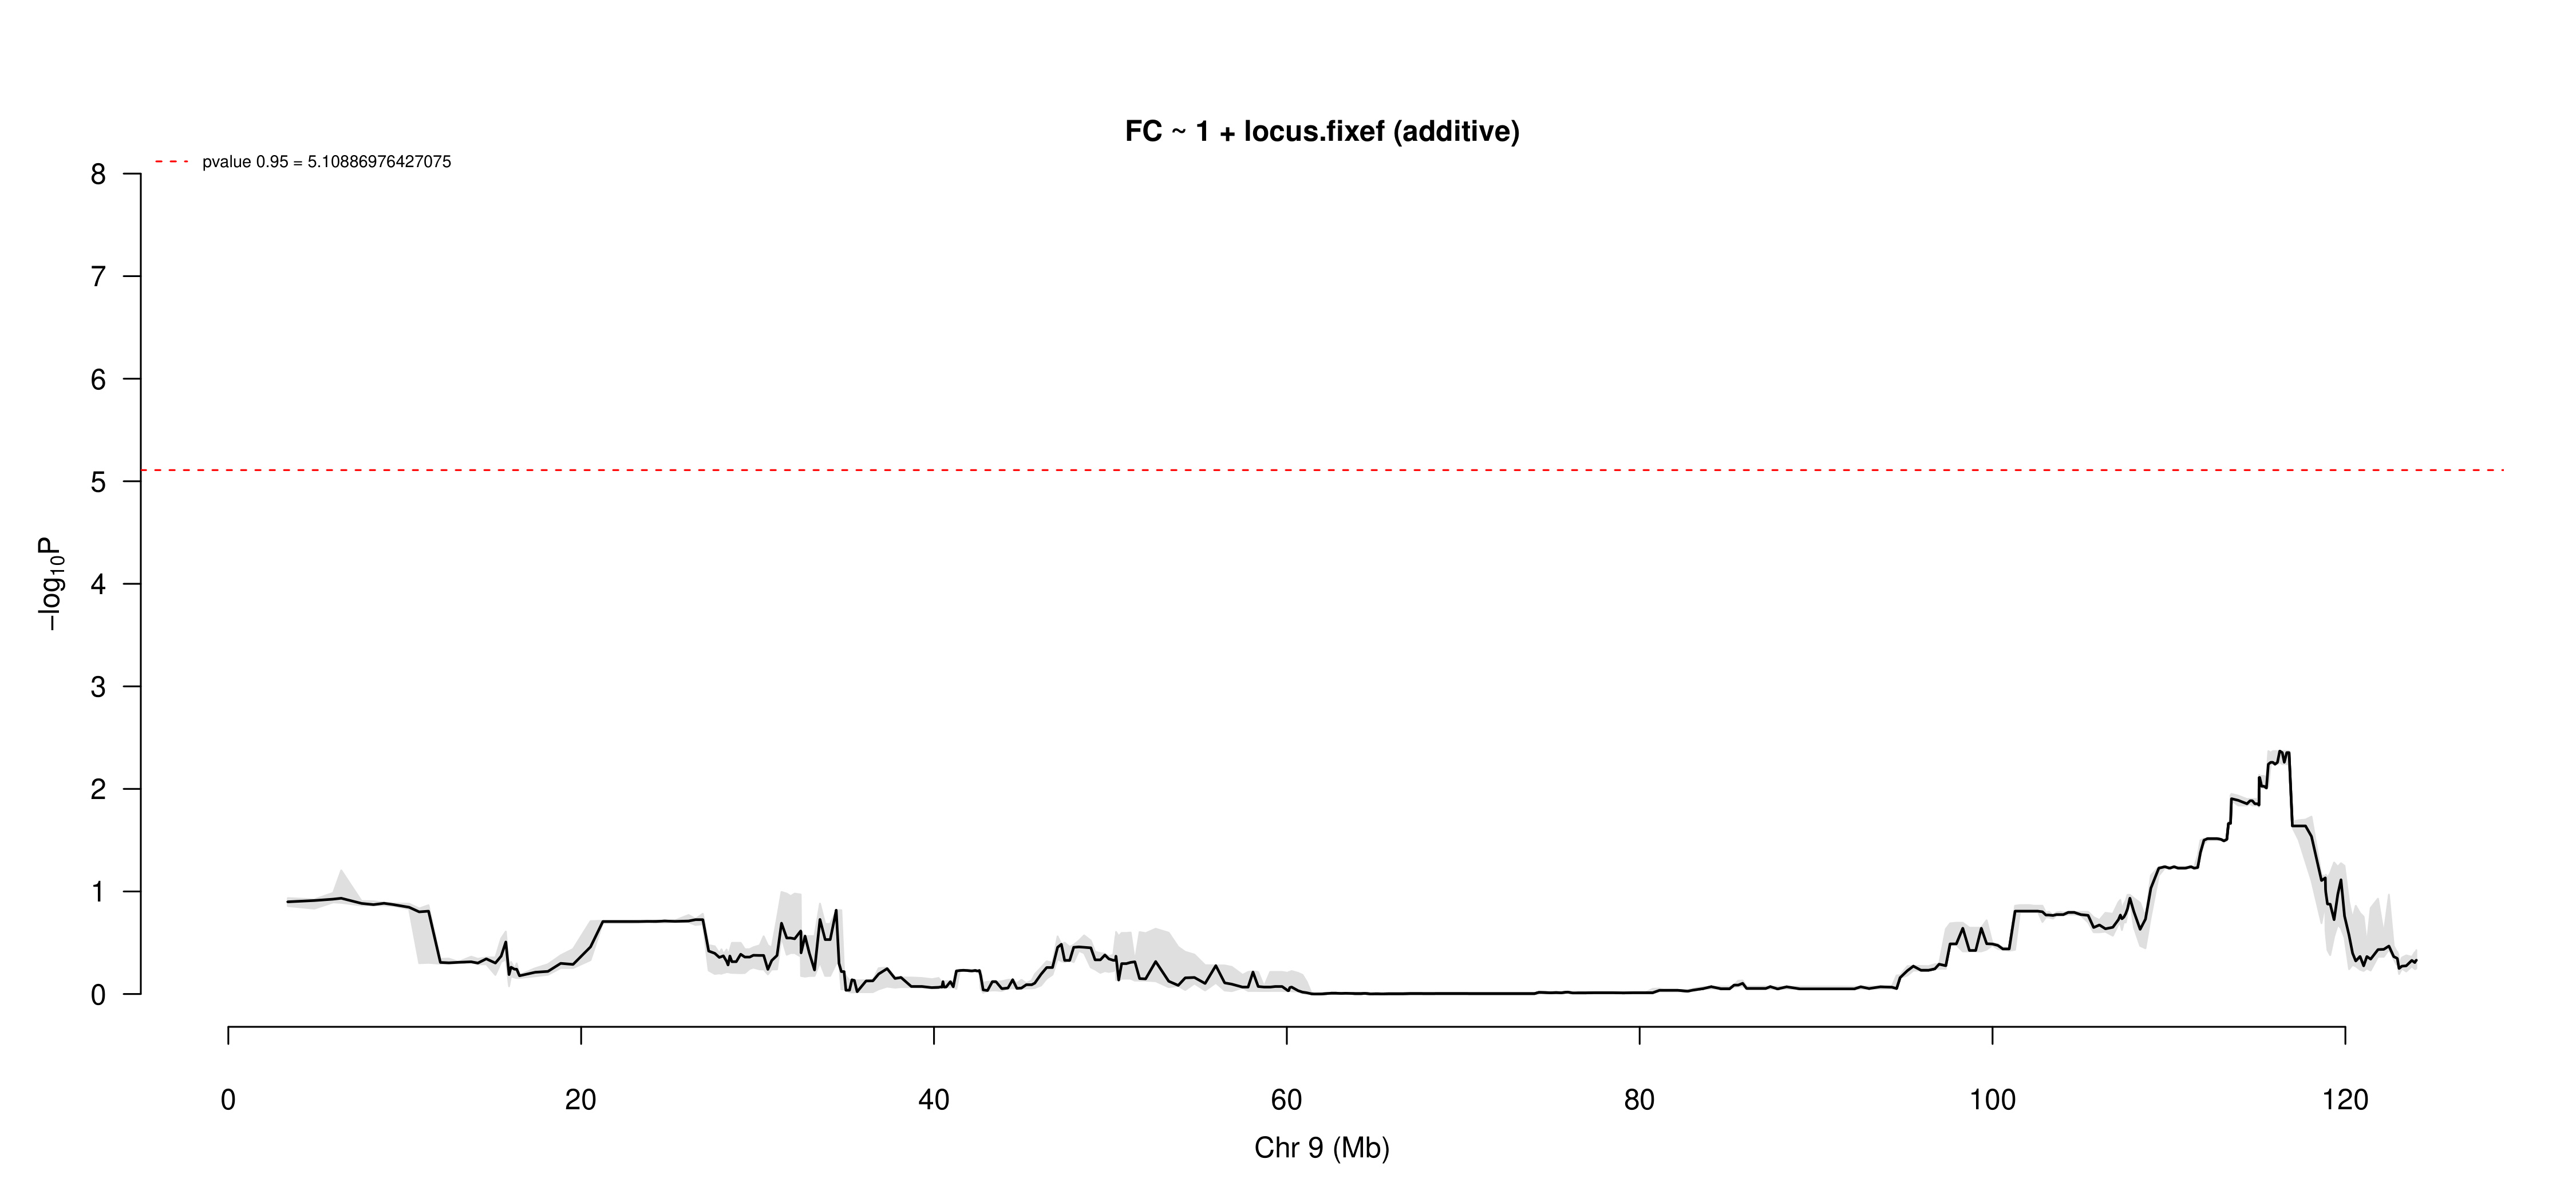 FC ~ 1 + locus.fixef (additive)
pvalue 0.95 = 5.10886976427075
8
7
6
5
4
3
2
1
0
−log10P
0 20 40 60 80 100 120
Chr 9 (Mb)